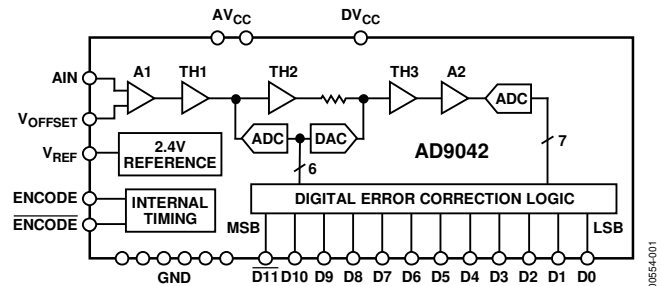 AVCC DVCC
AIN A1 TH1 TH2 TH3 A2 ADC
VOFFSET
ADC DAC AD9042 7
VREF 2.4V
REFERENCE
6
ENCODE INTERNAL
TIMING
ENCODE
DIGITAL ERROR CORRECTION LOGIC
MSB LSB
GND D11 D10 D9 D8 D7 D6 D5 D4 D3 D2 D1 D0
00554-001